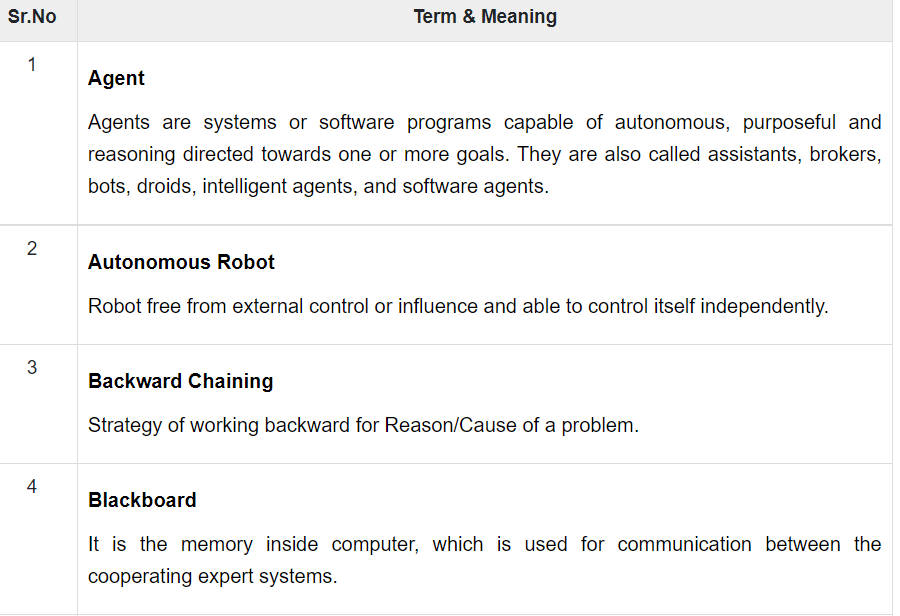 Sr.No Term & Meaning
1
Agent
Agents are systems or software programs capable of autonomous, purposeful and
reasoning directed towards one or more goals. They are also called assistants, brokers,
bots, droids, intelligent agents, and software agents.
2
Autonomous Robot
Robot free from external control or influence and able to control itself independently.
3
Backward Chaining
Strategy of working backward for Reason/Cause of a problem.
4
Blackboard
It is the memory inside computer, which is used for communication between the
cooperating expert systems.